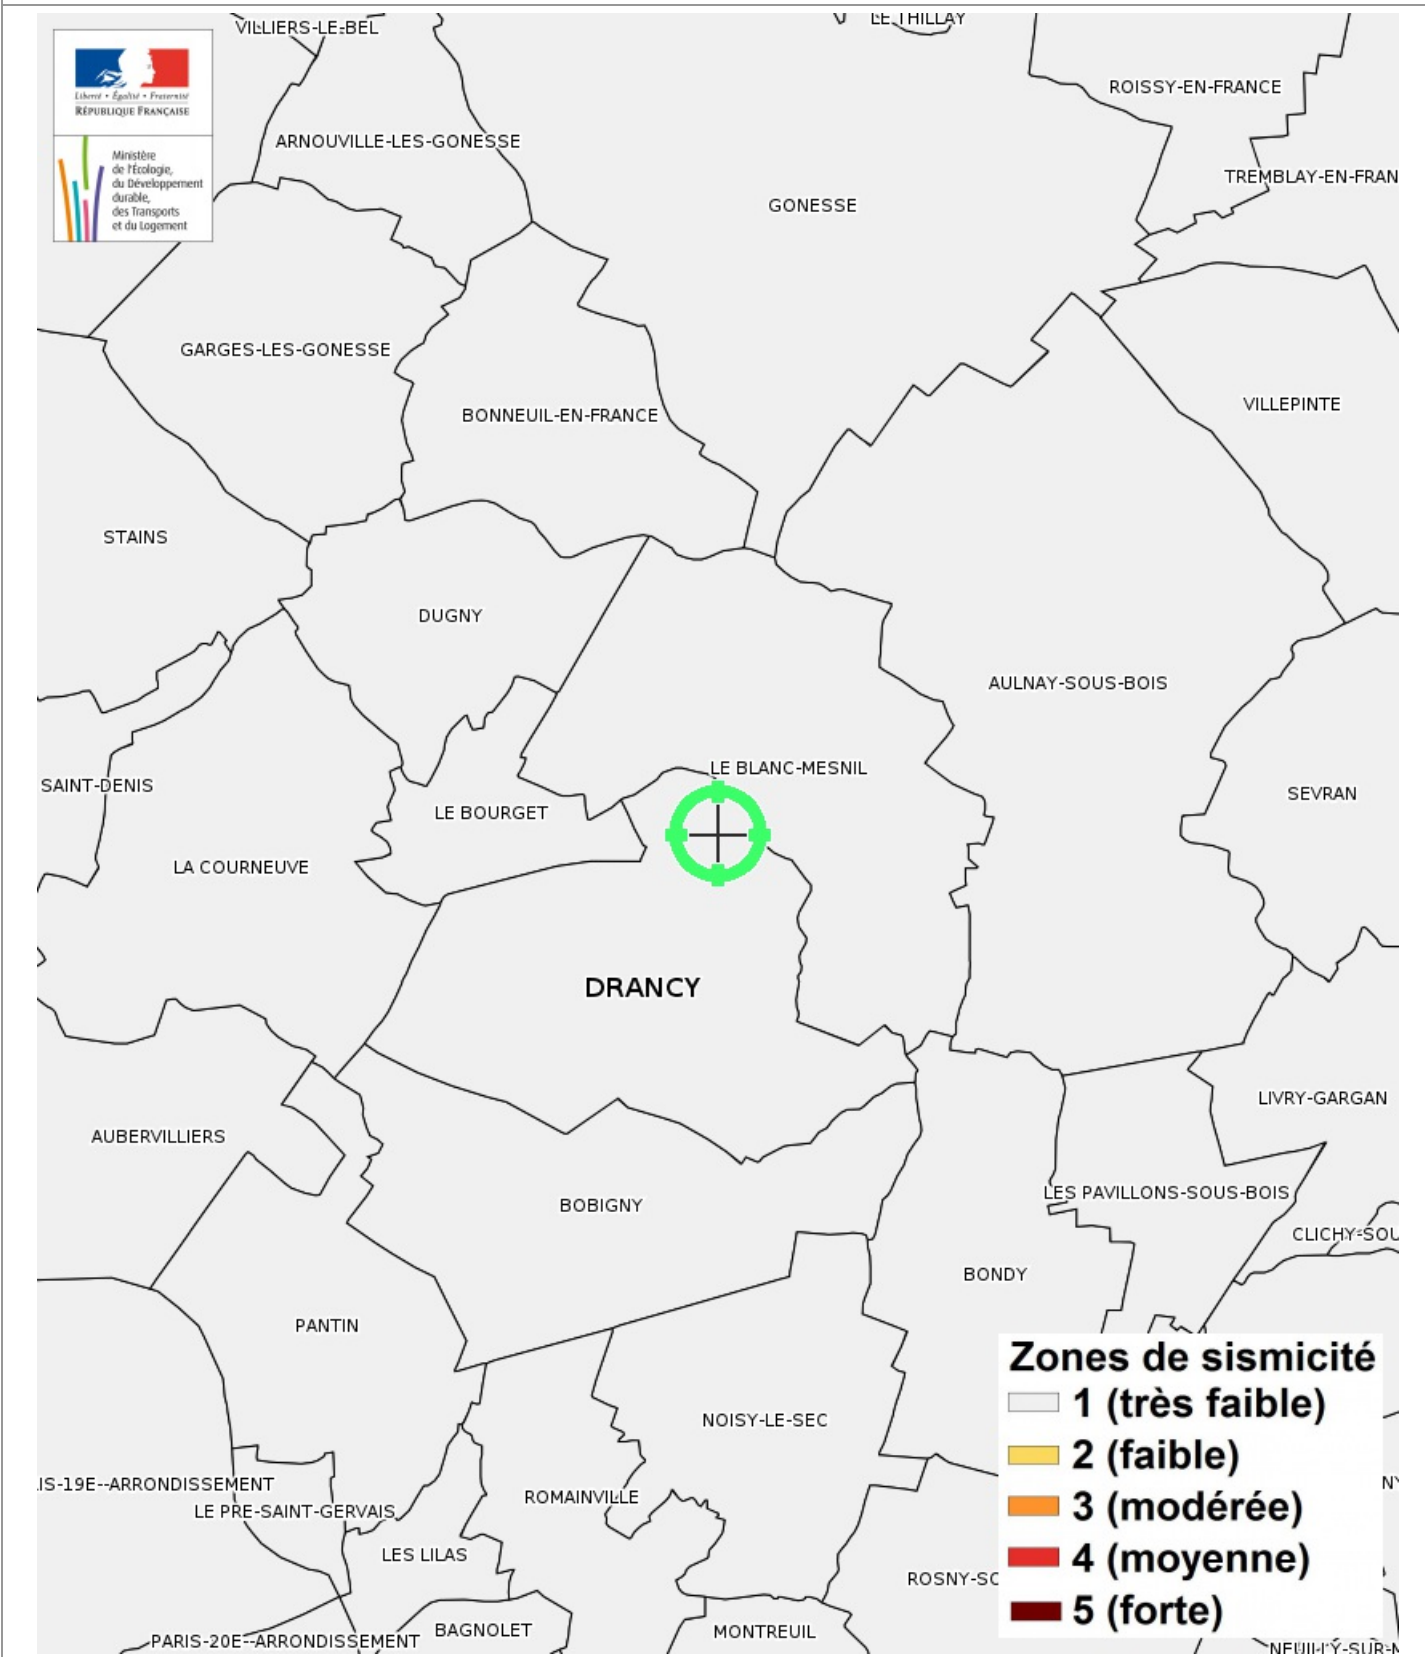 VILLIERS-LE-BEL
LE THILLAY
Liberté • Égalité • Fraternité
RÉPUBLIQUE FRANÇAISE
ROISSY-EN-FRANCE
ARNOUVILLE-LES-GONESSE
Ministère
de l'Écologie,
du Développement
durable,
des Transports
et du Logement
TREMBLAY-EN-FRAN
GONESSE
GARGES-LES-GONESSE
VILLEPINTE
BONNEUIL-EN-FRANCE
STAINS
DUGNY
AULNAY-SOUS-BOIS
LE BLANC-MESNIL
SAINT-DENIS
SEVRAN
LE BOURGET
LA COURNEUVE
DRANCY
LIVRY-GARGAN
AUBERVILLIERS
LES PAVILLONS-SOUS-BOIS
BOBIGNY
CLICHY-SOU
BONDY
PANTIN
Zones de sismicité
1 (très faible)
2 (faible)
3 (modérée)
4 (moyenne)
5 (forte)
NOISY-LE-SEC
IS-19E--ARRONDISSEMENT
ROMAINVILLE
LE PRE-SAINT-GERVAIS
LES LILAS
ROSNY-SO
BAGNOLET
MONTREUIL
PARIS-20E--ARRONDISSEMENT
NEUILLY-SUR-M